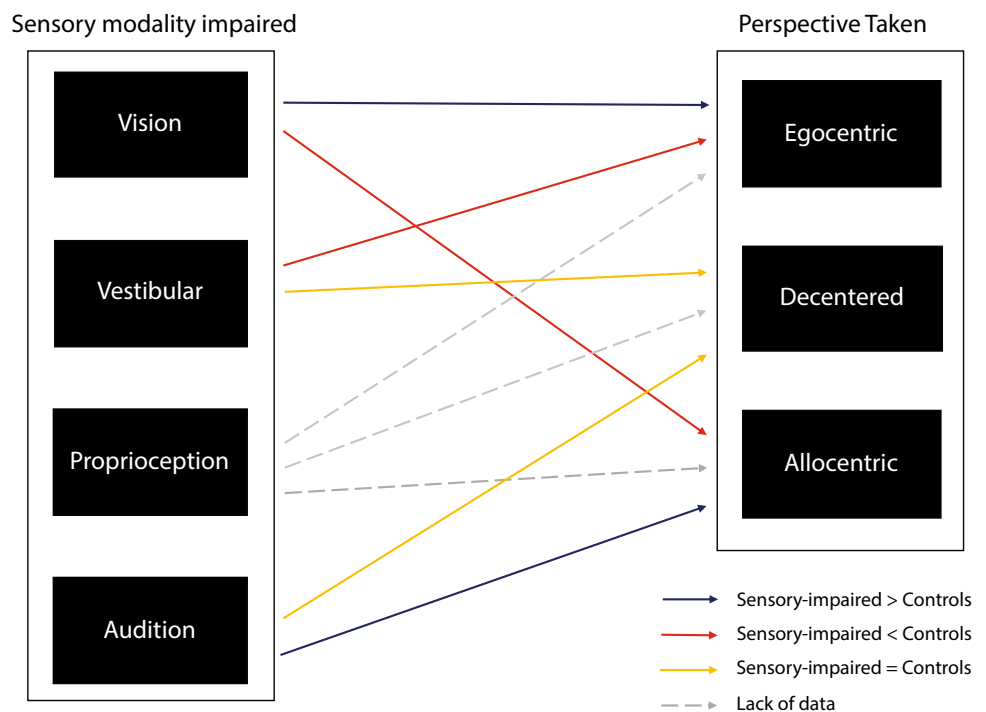 Sensory modality impaired
Perspective Taken
Vision
Egocentric
Vestibular
Decentered
Proprioception
Allocentric
Audition
Sensory-impaired > Controls
Sensory-impaired < Controls
Sensory-impaired = Controls
Lack of data